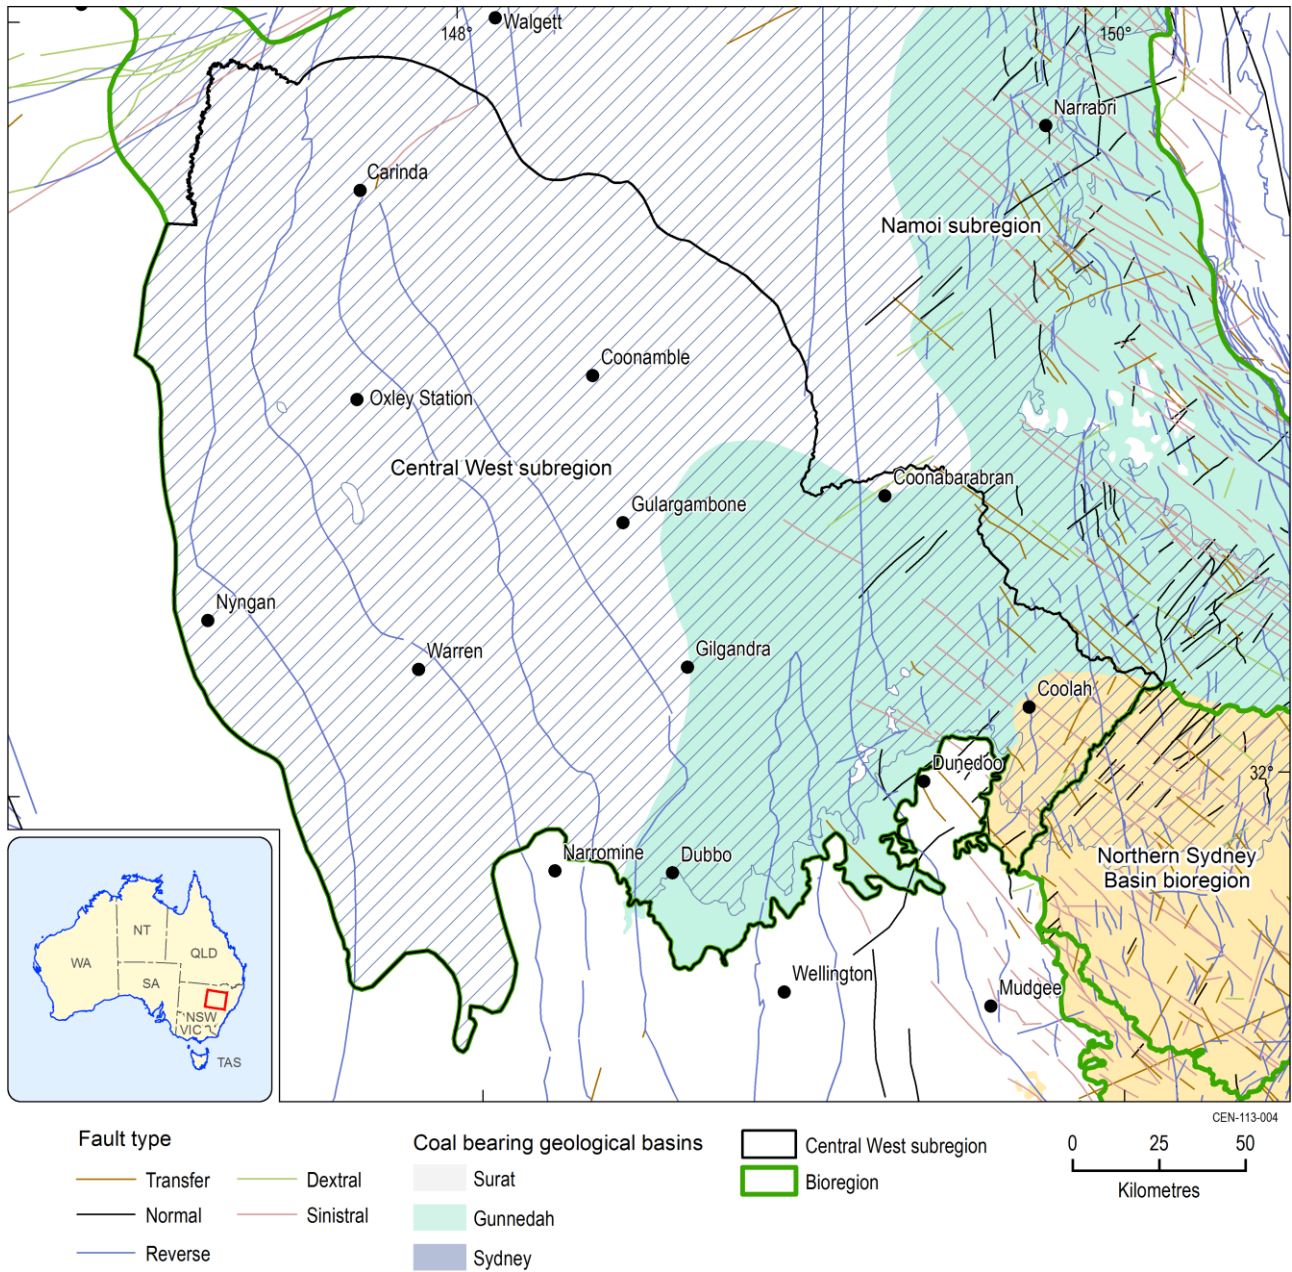 Walgett
148°
150°
Narrabri
Carinda
Namoi subregion
Coonamble
Oxley Station
Central West subregion
Coonabarabran
Gulargambone
Nyngan
Warren
Gilgandra
Coolah
Dunedoo
32°
Narromine
Dubbo
Northern Sydney
Basin bioregion
Wellington
Mudgee
NT
WA
QLD
SA
NSW
VIC
TAS
CEN-113-004
Fault type
Transfer
Normal
Reverse
Dextral
Sinistral
Coal bearing geological basins
Surat
Gunnedah
Sydney
Central West subregion
Bioregion
0 25 50
Kilometres